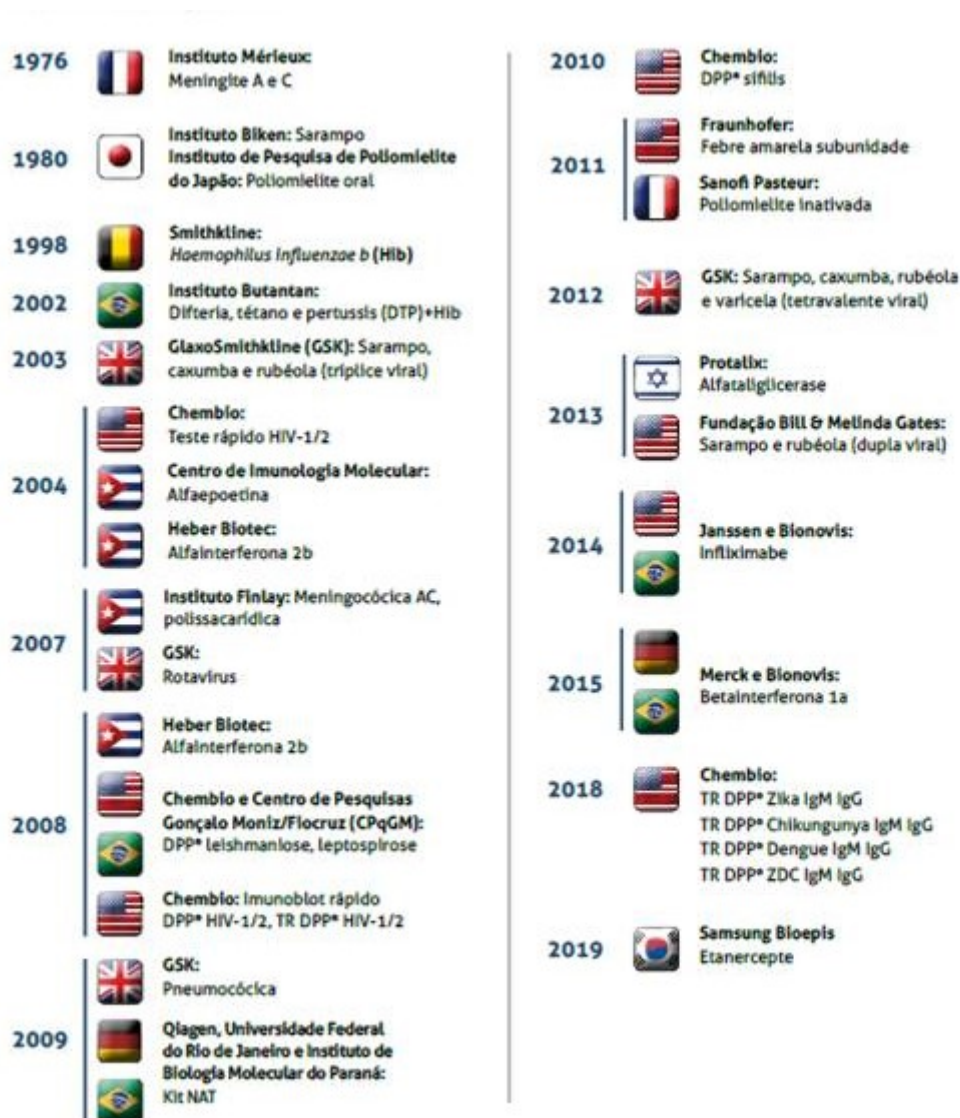 1976
Instituto Mérieux:
Meningite A e C
1980
Instituto Biken: Sarampo
Instituto de Pesquisa de Poliomielite
do Japão: Poliomielite oral
1998
Smithkline:
Haemophilus influenzae b (Hib)
2002
Instituto Butantan:
Difteria, tétano e pertussis (DTP)+Hib
2003
GlaxoSmithkline (GSK): Sarampo,
caxumba e rubéola (tríplice viral)
2004
Chembio:
Teste rápido HIV-1/2
Centro de Imunologia Molecular:
Alfaepoetina
Heber Biotec:
Alfainterferona 2b
2007
Instituto Finlay: Meningocócica AC,
polissacarídica
GSK:
Rotavírus
2008
Heber Biotec:
Alfainterferona 2b
Chembio e Centro de Pesquisas
Gonçalo Moniz/Fiocruz (CPqGM):
DPP® leishmaniose, leptospirose
Chembio: Imunoblot rápido
DPP® HIV-1/2, TR DPP® HIV-1/2
2009
GSK:
Pneumocócica
Qiagen, Universidade Federal
do Rio de Janeiro e Instituto de
Biologia Molecular do Paraná:
Kit NAT
2010
Chembio:
DPP® sífilis
2011
Fraunhofer:
Febre amarela subunidade
Sanofi Pasteur:
Poliomielite inativada
2012
GSK: Sarampo, caxumba, rubéola
e varicela (tetravalente viral)
2013
Protalix:
Alfataliglicerase
Fundação Bill & Melinda Gates:
Sarampo e rubéola (dupla viral)
2014
Janssen e Bionovis:
Infliximabe
2015
Merck e Bionovis:
Betainterferona 1a
2018
Chembio:
TR DPP® Zika IgM IgG
TR DPP® Chikungunya IgM IgG
TR DPP® Dengue IgM IgG
TR DPP® ZDC IgM IgG
2019
Samsung Bioepis
Etanercepte